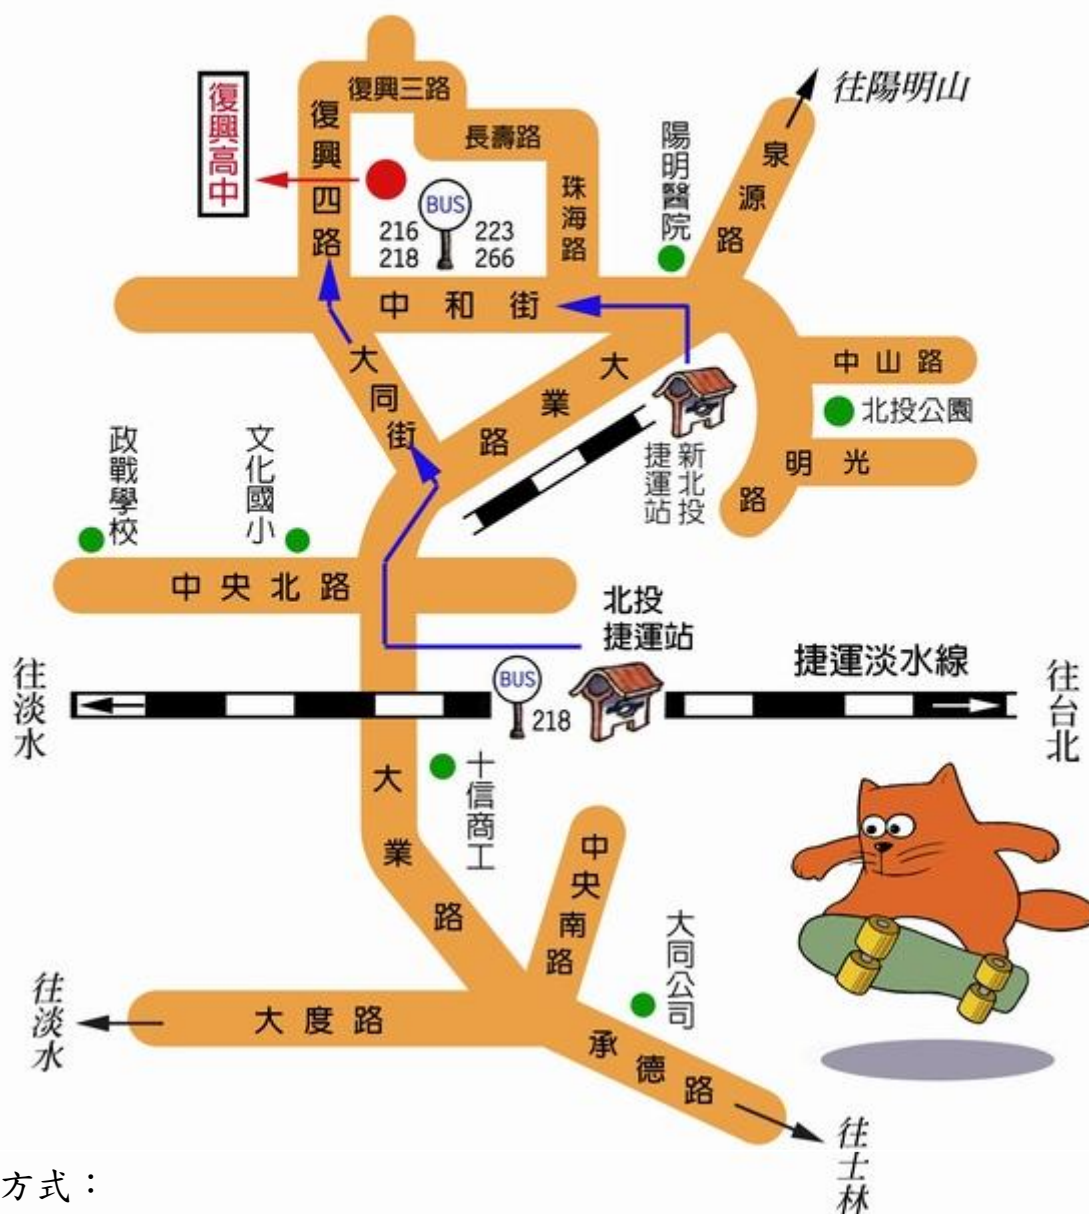 往陽明山
復興三路
復興高中
復興四路
長壽路
珠海路
陽明醫院
泉源路
BUS
216 223
218 266
中和街
大同街
大業路
中山路
北投公園
光明路
新北投
捷運站
政戰學校
文化國小
中央北路
北投
捷運站
捷運淡水線
往淡水
BUS
218
往台北
十信商工
大業路
中央南路
大同公司
大度路
往淡水
承德路
往士林
方式：